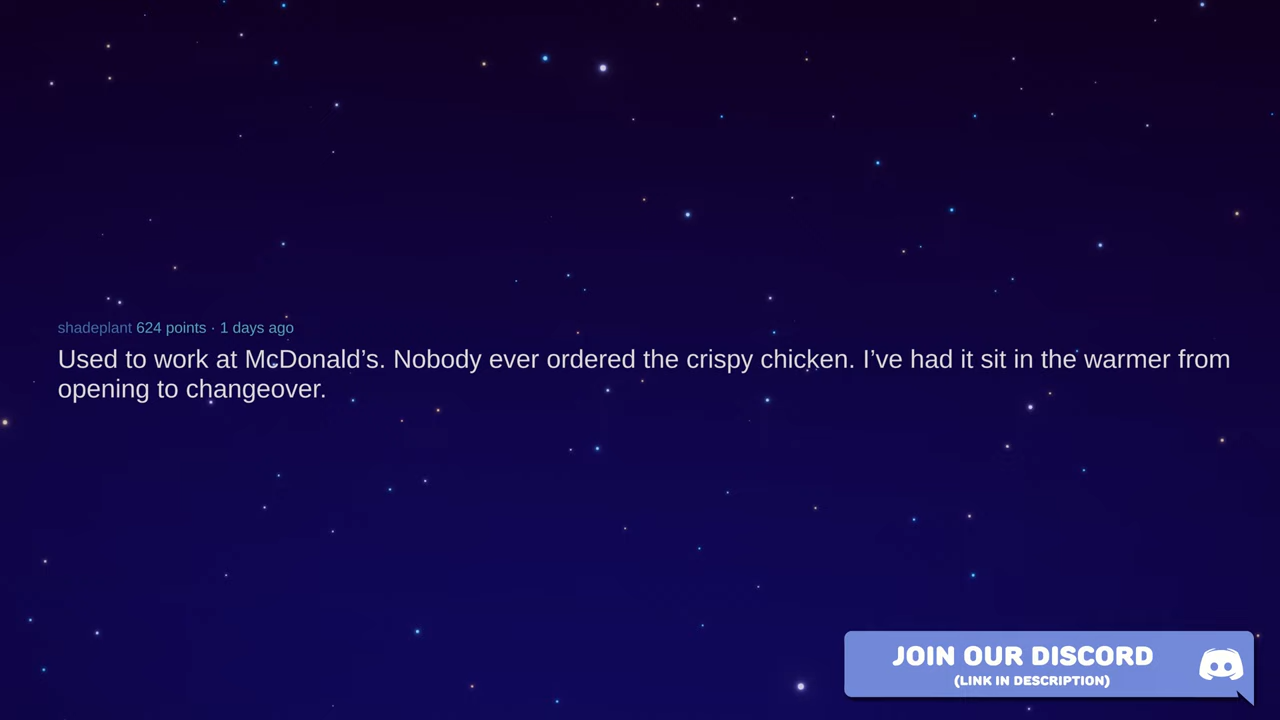 shadeplant 624 points · 1 days ago
Used to work at McDonald’s. Nobody ever ordered the crispy chicken. I’ve had it sit in the warmer from
opening to changeover.
JOIN OUR DISCORD
(LINK IN DESCRIPTION)